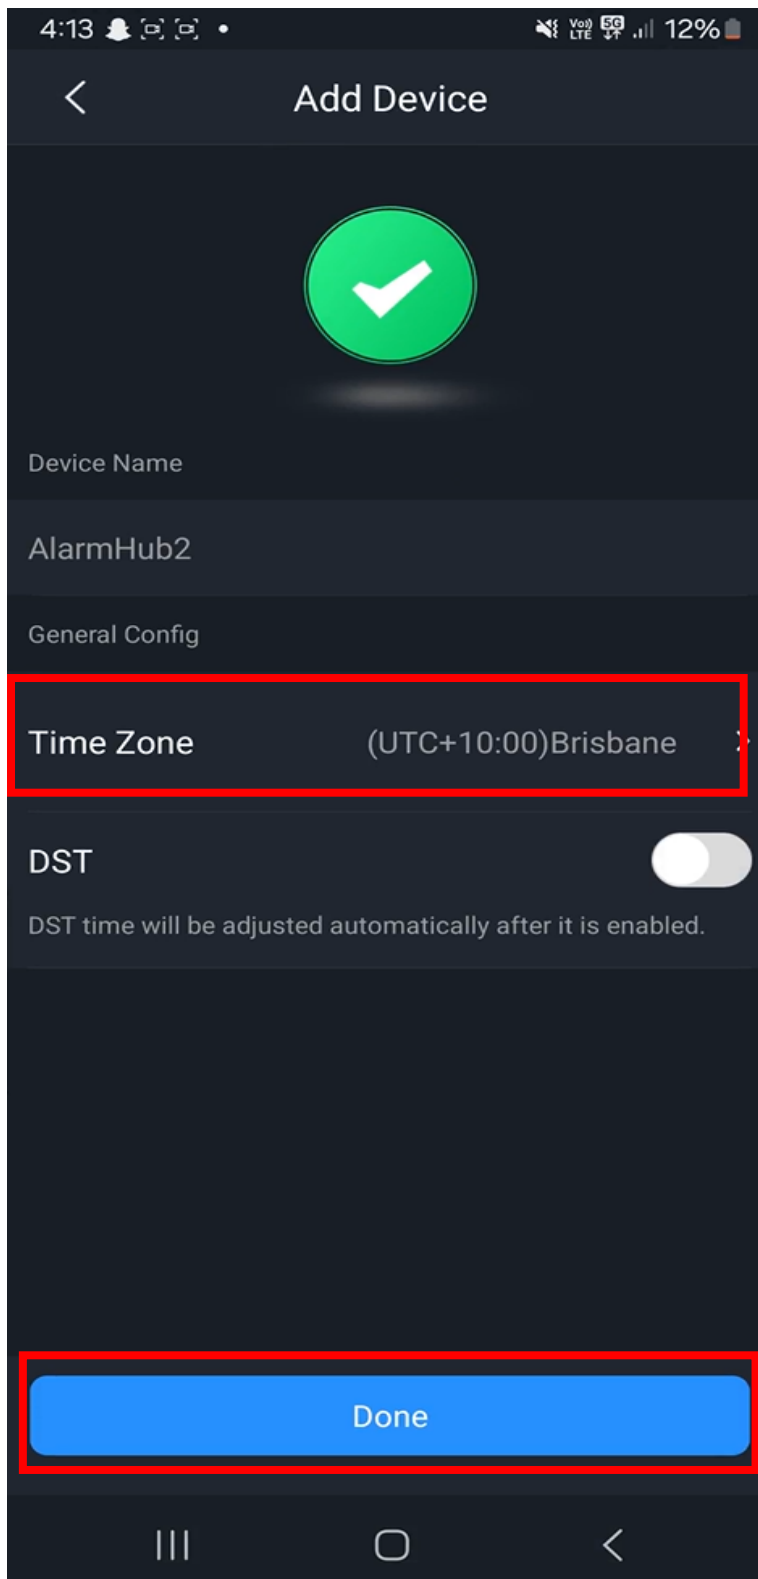 4:13 12%
Add Device
Device Name
AlarmHub2
General Config
Time Zone (UTC+10:00)Brisbane
DST
DST time will be adjusted automatically after it is enabled.
Done